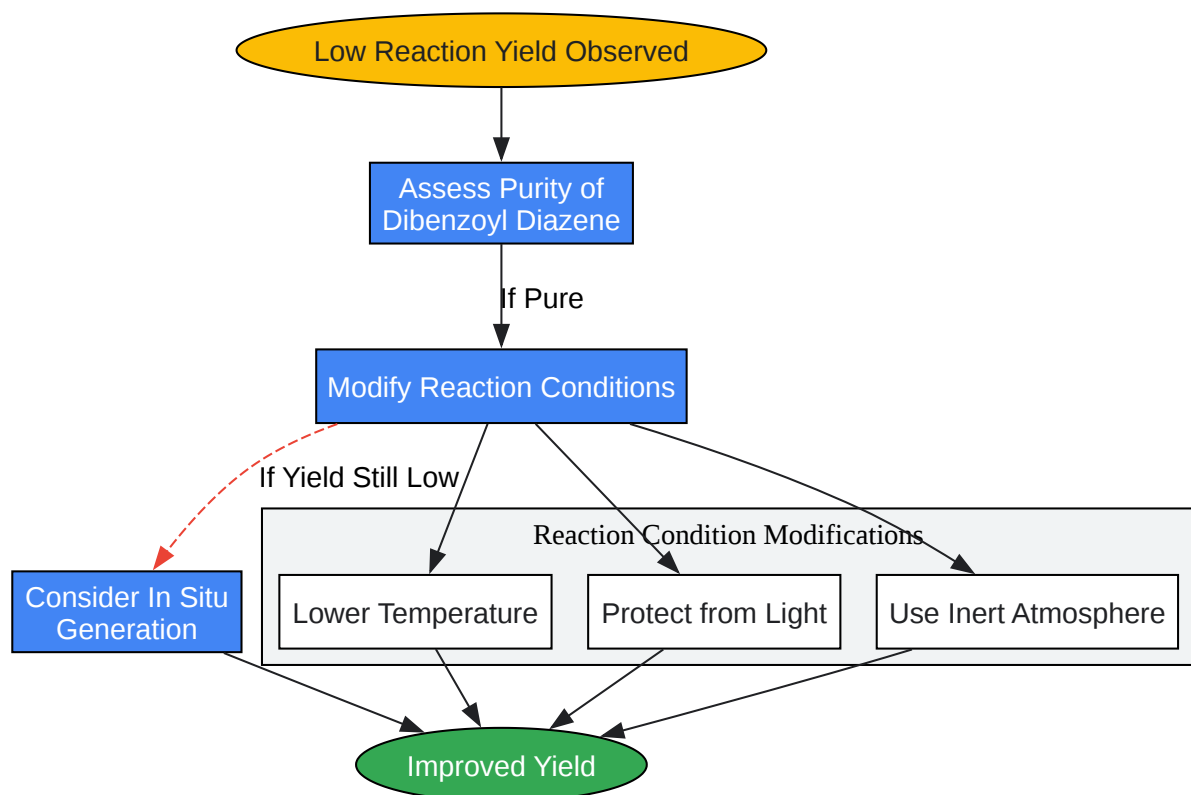 Low Reaction Yield Observed
Assess Purity of
Dibenzoyl Diazene
If Pure
Modify Reaction Conditions
If Yield Still Low
Reaction Condition Modifications
Consider In Situ
Generation
Lower Temperature
Protect from Light
Use Inert Atmosphere
Improved Yield